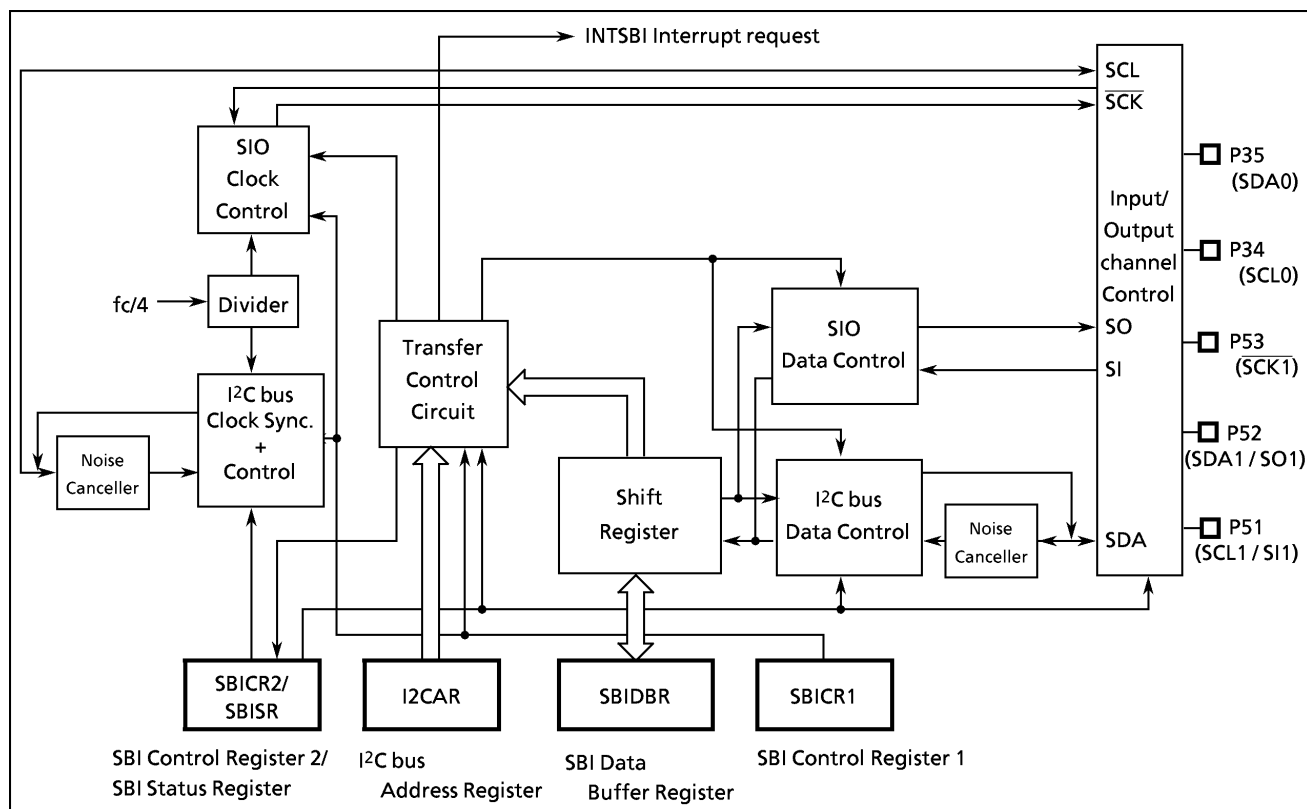 INTSBI Interrupt request
SCL
SCK
SIO
Clock
Control
P35
(SDA0)
Input/
Output
channel
Control
P34
(SCL0)
fc/4
Divider
SO
SI
P53
(SCK1)
SIO
Data Control
Transfer
Control
Circuit
I²C bus
Clock Sync.
+
Control
Noise
Canceller
P52
(SDA1 / SO1)
Shift
Register
I²C bus
Data Control
Noise
Canceller
SDA
P51
(SCL1 / SI1)
SBICR2/
SBISR
I2CAR
SBIDBR
SBICR1
SBI Control Register 2/
SBI Status Register
I²C bus
Address Register
SBI Data
Buffer Register
SBI Control Register 1